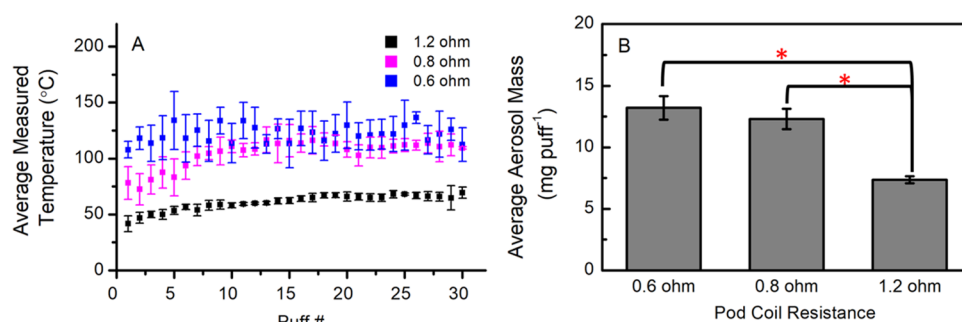 A
1.2 ohm
0.8 ohm
0.6 ohm
Average Measured
Temperature (°C)
200
150
100
50
0
0
5
10
15
20
25
30
Puff #
B
*
*
Average Aerosol Mass
(mg puff⁻¹)
20
15
10
5
0
0.6 ohm
0.8 ohm
1.2 ohm
Pod Coil Resistance